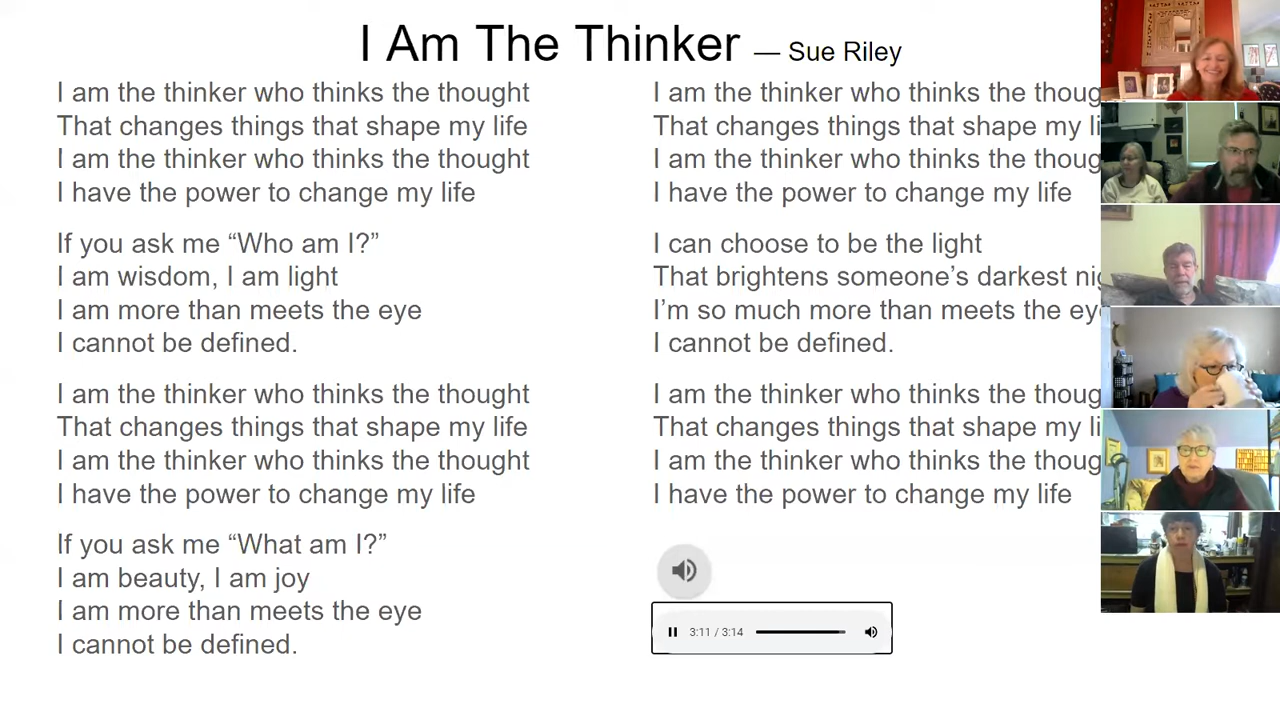 I Am The Thinker — Sue Riley
I am the thinker who thinks the thought
That changes things that shape my life
I am the thinker who thinks the thought
I have the power to change my life
If you ask me “Who am I?”
I am wisdom, I am light
I am more than meets the eye
I cannot be defined.
I am the thinker who thinks the thought
That changes things that shape my life
I am the thinker who thinks the thought
I have the power to change my life
If you ask me “What am I?”
I am beauty, I am joy
I am more than meets the eye
I cannot be defined.
I am the thinker who thinks the thoug
That changes things that shape my li
I am the thinker who thinks the thoug
I have the power to change my life
I can choose to be the light
That brightens someone’s darkest nig
I’m so much more than meets the eye
I cannot be defined.
I am the thinker who thinks the thoug
That changes things that shape my li
I am the thinker who thinks the thoug
I have the power to change my life
3:11 / 3:14